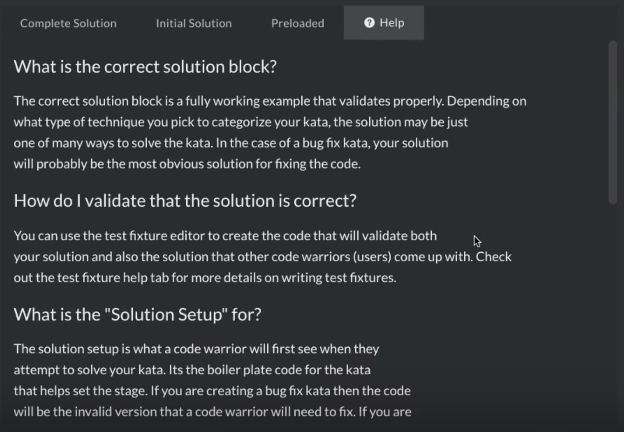 Complete Solution Initial Solution Preloaded ? Help
What is the correct solution block?
The correct solution block is a fully working example that validates properly. Depending on
what type of technique you pick to categorize your kata, the solution may be just
one of many ways to solve the kata. In the case of a bug fix kata, your solution
will probably be the most obvious solution for fixing the code.
How do I validate that the solution is correct?
You can use the test fixture editor to create the code that will validate both
your solution and also the solution that other code warriors (users) come up with. Check
out the test fixture help tab for more details on writing test fixtures.
What is the "Solution Setup" for?
The solution setup is what a code warrior will first see when they
attempt to solve your kata. Its the boiler plate code for the kata
that helps set the stage. If you are creating a bug fix kata then the code
will be the invalid version that a code warrior will need to fix. If you are